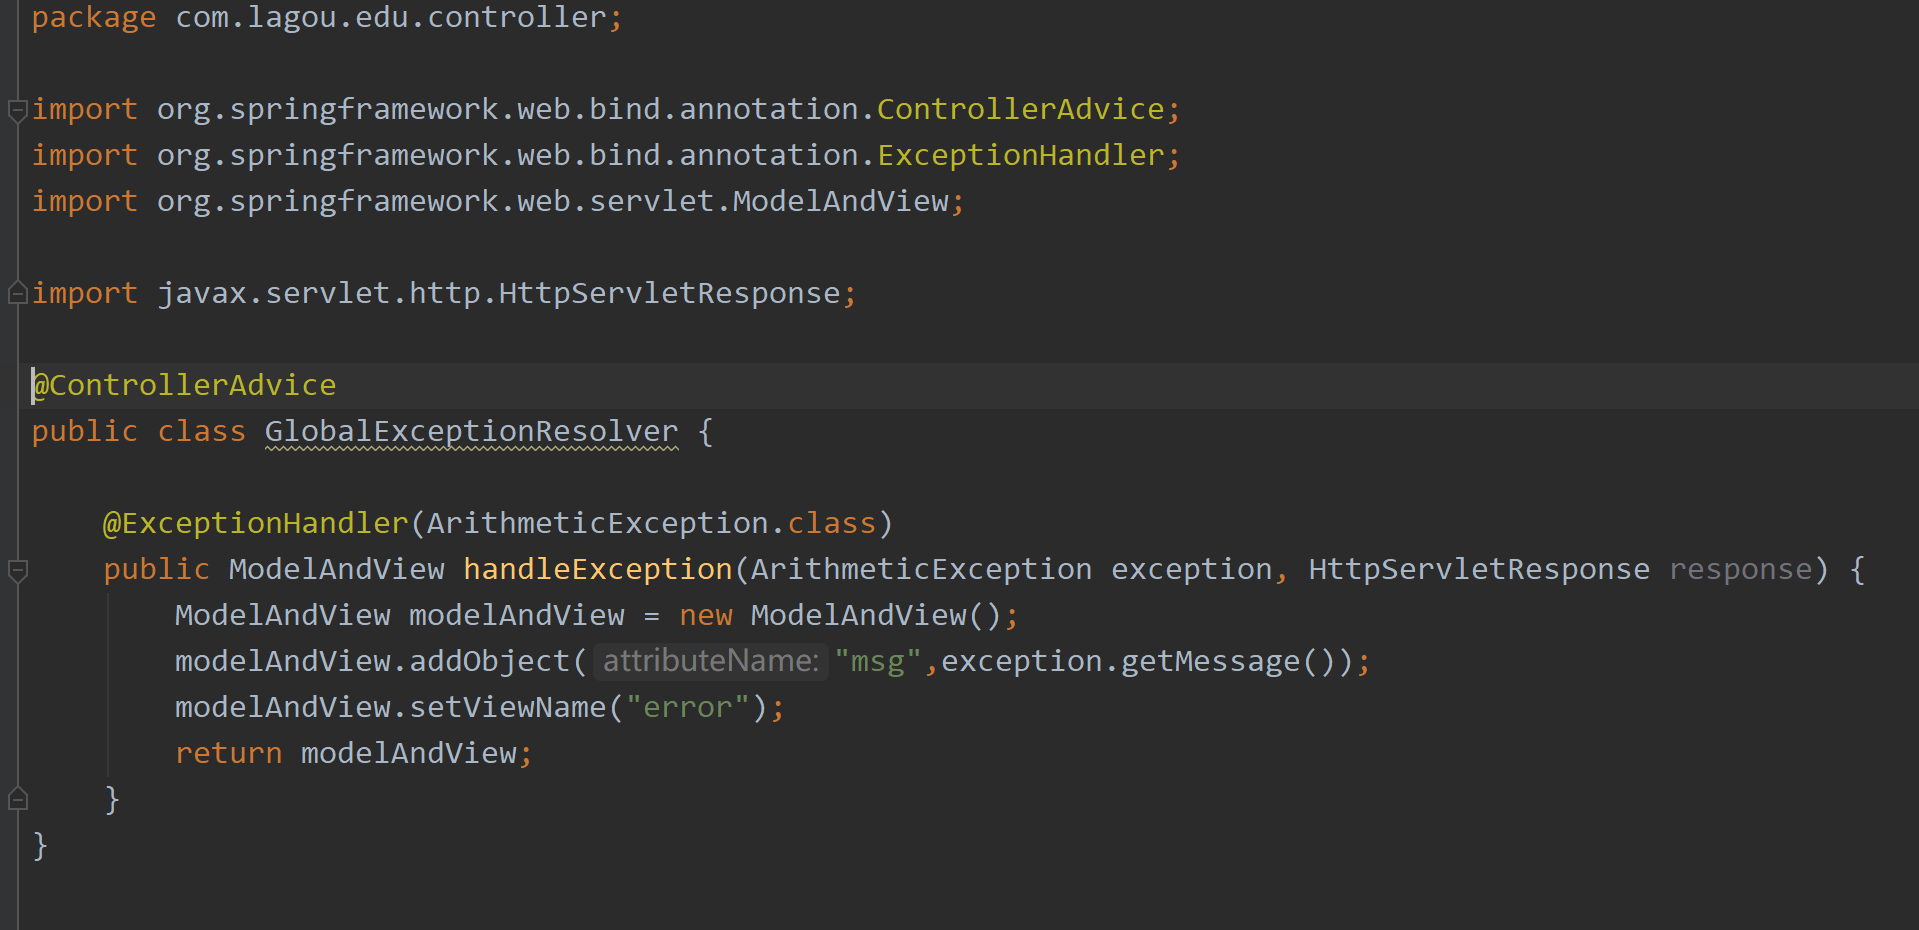 package com.lagou.edu.controller;
import org.springframework.web.bind.annotation.ControllerAdvice;
import org.springframework.web.bind.annotation.ExceptionHandler;
import org.springframework.web.servlet.ModelAndView;
import javax.servlet.http.HttpServletResponse;
@ControllerAdvice
public class GlobalExceptionResolver {
@ExceptionHandler(ArithmeticException.class)
public ModelAndView handleException(ArithmeticException exception, HttpServletResponse response) {
ModelAndView modelAndView = new ModelAndView();
modelAndView.addObject( attributeName: "msg",exception.getMessage());
modelAndView.setViewName("error");
return modelAndView;
}
}